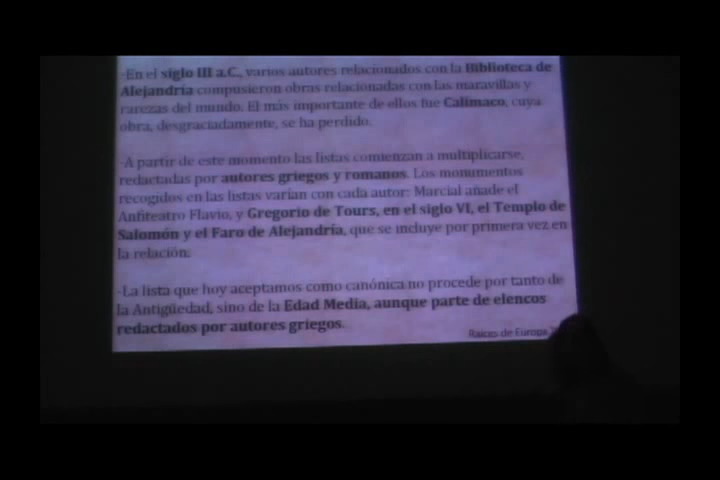 -En el siglo III a.C., varios autores relacionados con la Biblioteca de
Alejandría compusieron obras relacionadas con las maravillas y
rarezas del mundo. El más importante de ellos fue Calímaco, cuya
obra, desgraciadamente, se ha perdido.
-A partir de este momento las listas comienzan a multiplicarse,
redactadas por autores griegos y romanos. Los monumentos
recogidos en las listas varían con cada autor: Marcial añade el
Anfiteatro Flavio, y Gregorio de Tours, en el siglo VI, el Templo de
Salomón y el Faro de Alejandría, que se incluye por primera vez en
la relación.
-La lista que hoy aceptamos como canónica no procede por tanto de
la Antigüedad, sino de la Edad Media, aunque parte de elencos
redactados por autores griegos.
Raíces de Europa